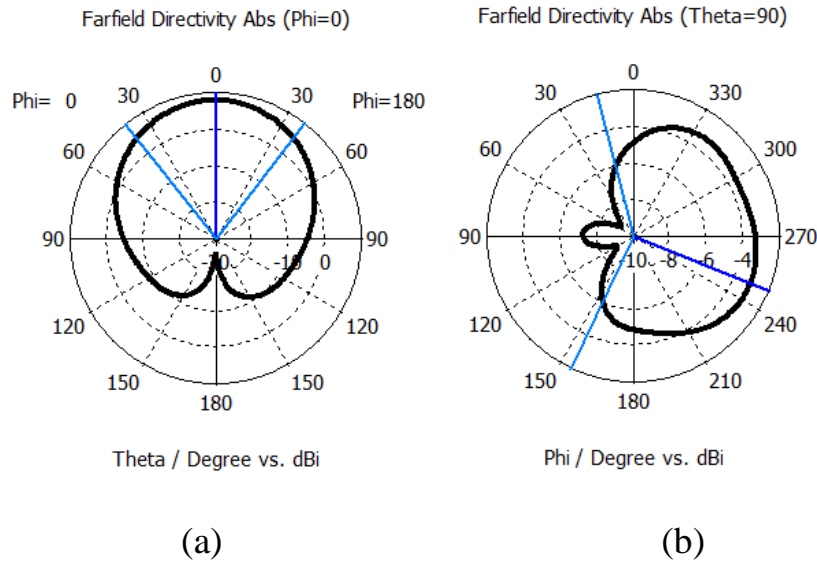 Farfield Directivity Abs (Phi=0)
0
Phi= 0 30 30 Phi=180
60 60
90 -10 0 90
120 120
150 150
180
Theta / Degree vs. dBi
(a)
Farfield Directivity Abs (Theta=90)
0
30 330
60 300
90 -10 -8 -6 -4 270
120 240
150 210
180
Phi / Degree vs. dBi
(b)